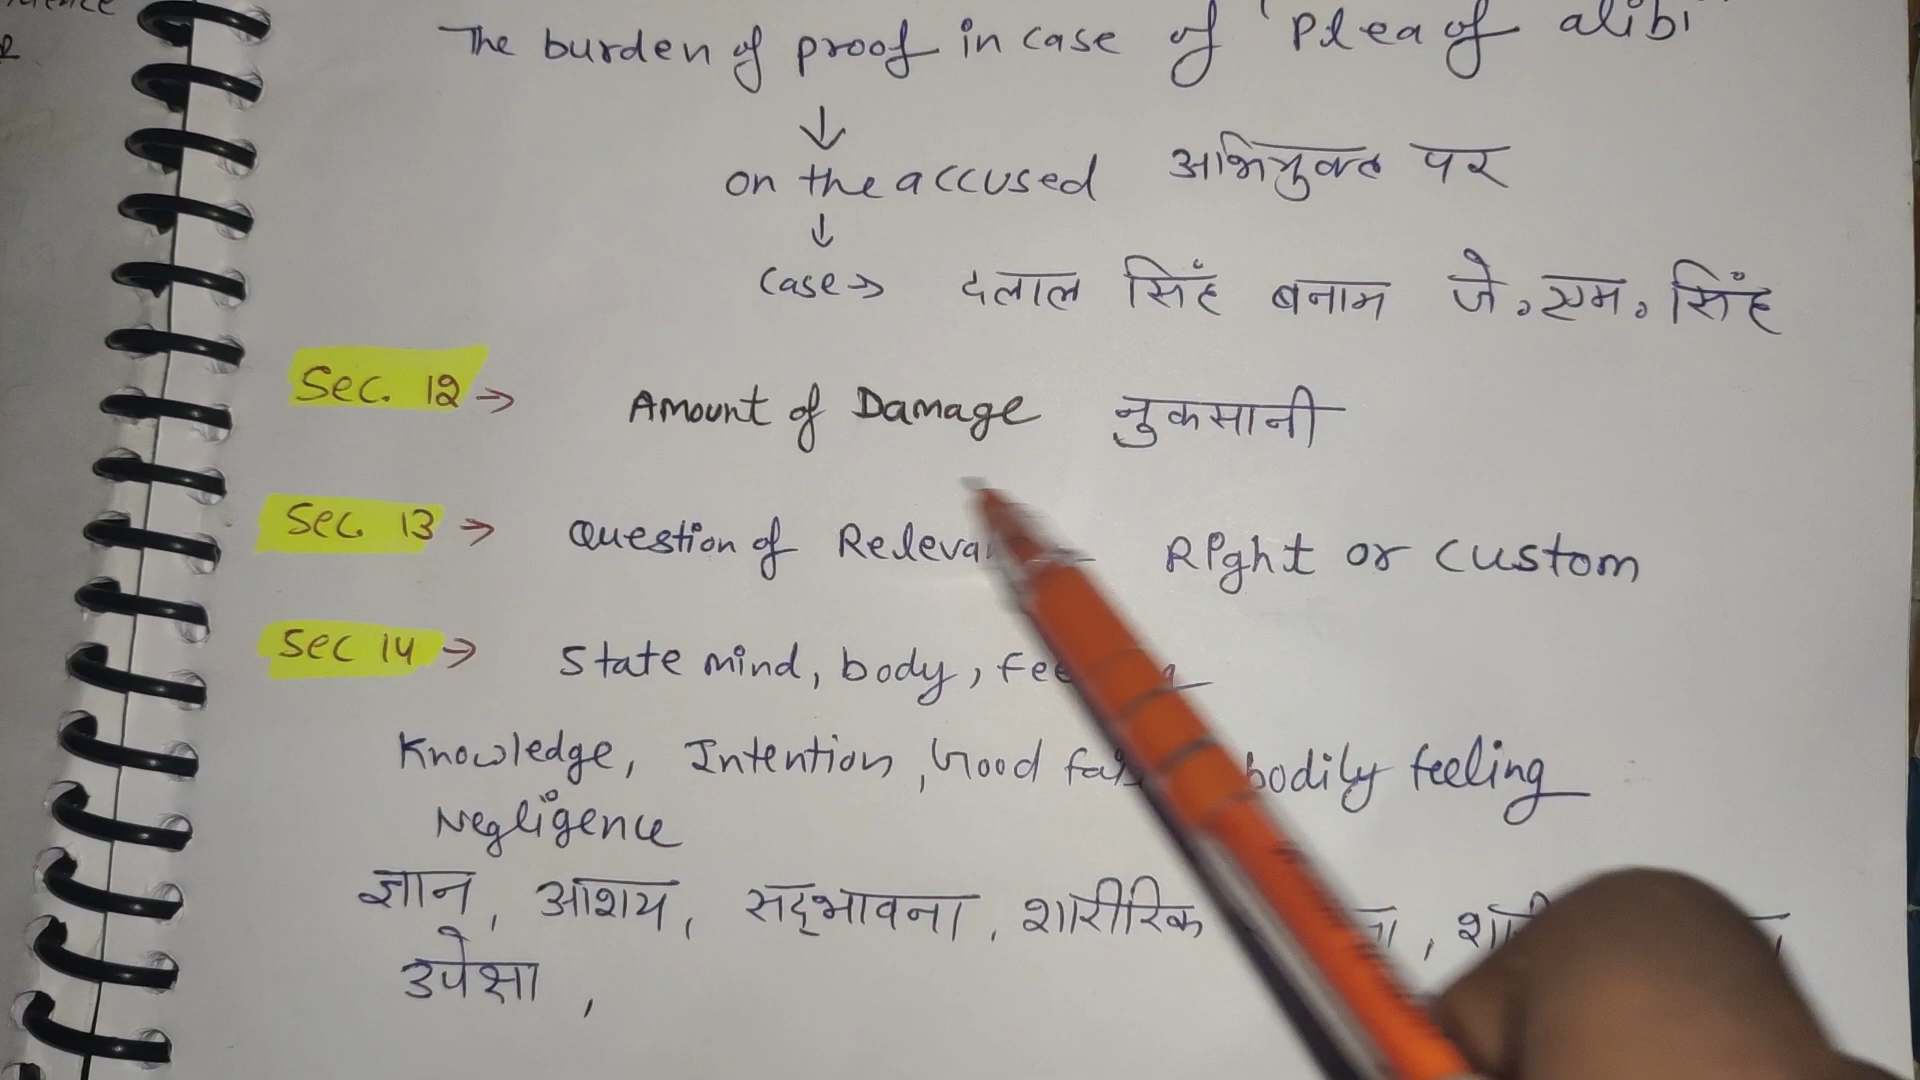 The burden of proof in case of "Plea of alibi
↓
on the accused अभियुक्त पर
↓
Case → दलाल सिंह बनाम जे. एम. सिंह
Sec. 12 → Amount of Damage नुकसानी
Sec. 13 → Question of Right or custom
Sec 14 → State mind, body,
Knowledge, Intention, Good bodily feeling
Negligence
ज्ञान, आशय, सद्भावना, शारीरिक
उपेक्षा,